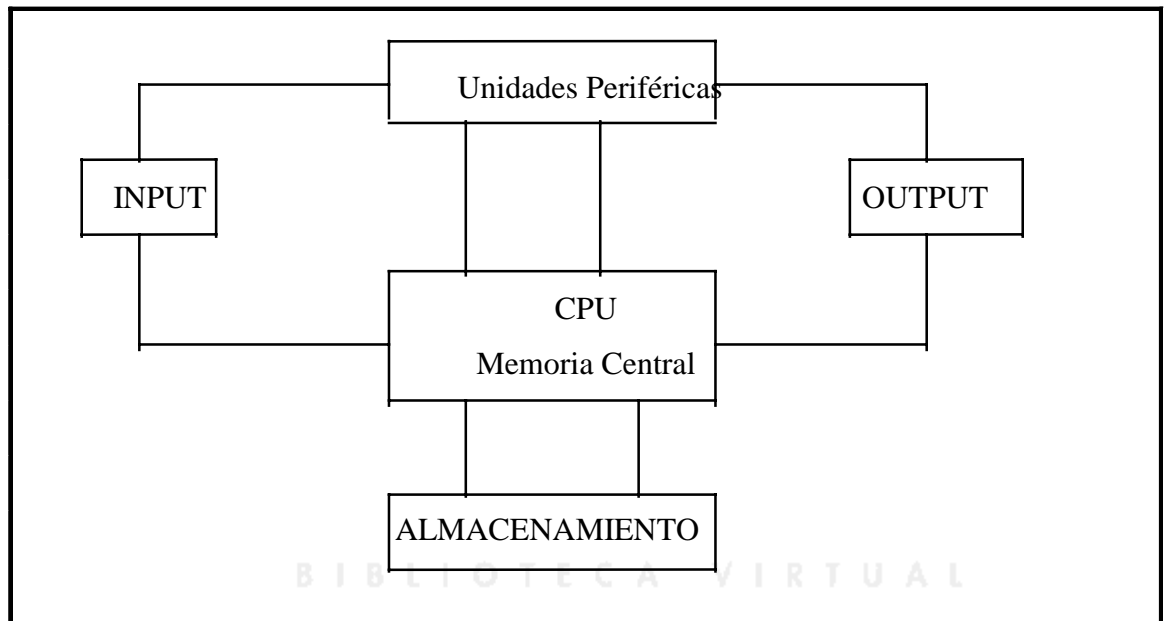 Unidades Periféricas
INPUT
OUTPUT
CPU
Memoria Central
ALMACENAMIENTO
BIBLIOTECA VIRTUAL